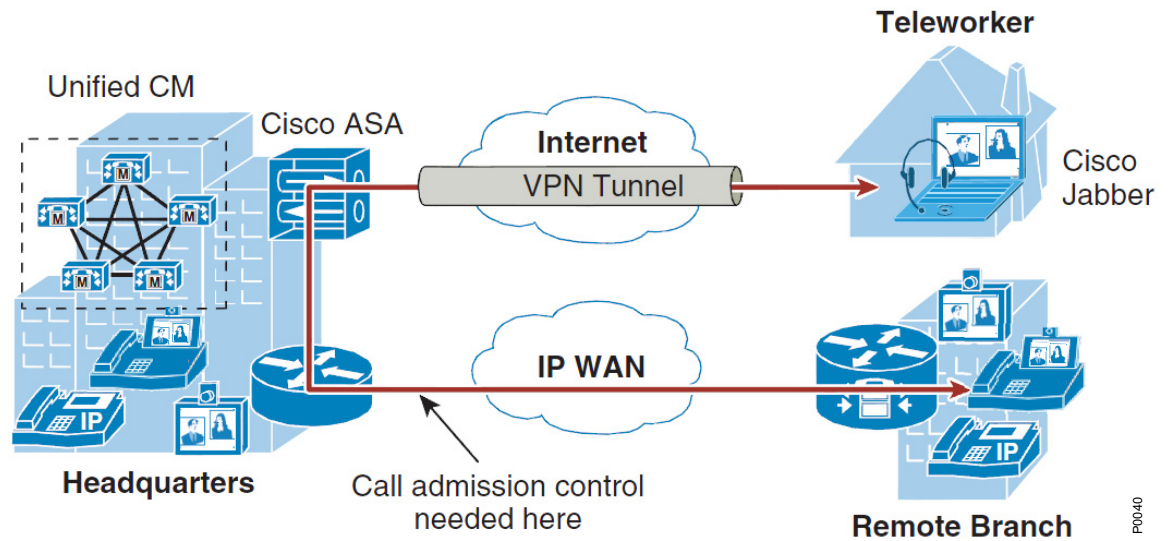 Teleworker
Unified CM
Cisco ASA
Internet
VPN Tunnel
Cisco
Jabber
M
M
M
M
M
IP WAN
IP
IP
Headquarters
Call admission control
needed here
Remote Branch
P0040